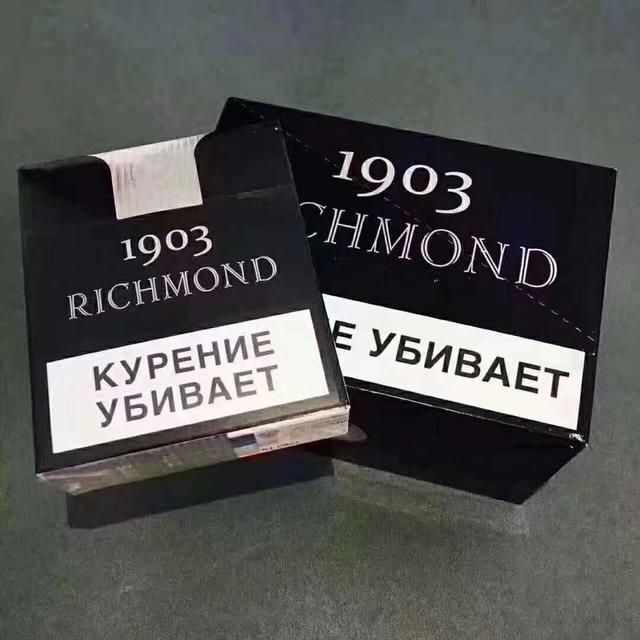 1903
RICHMOND
КУРЕНИЕ
УБИВАЕТ
1903
CHMOND
Е УБИВАЕТ